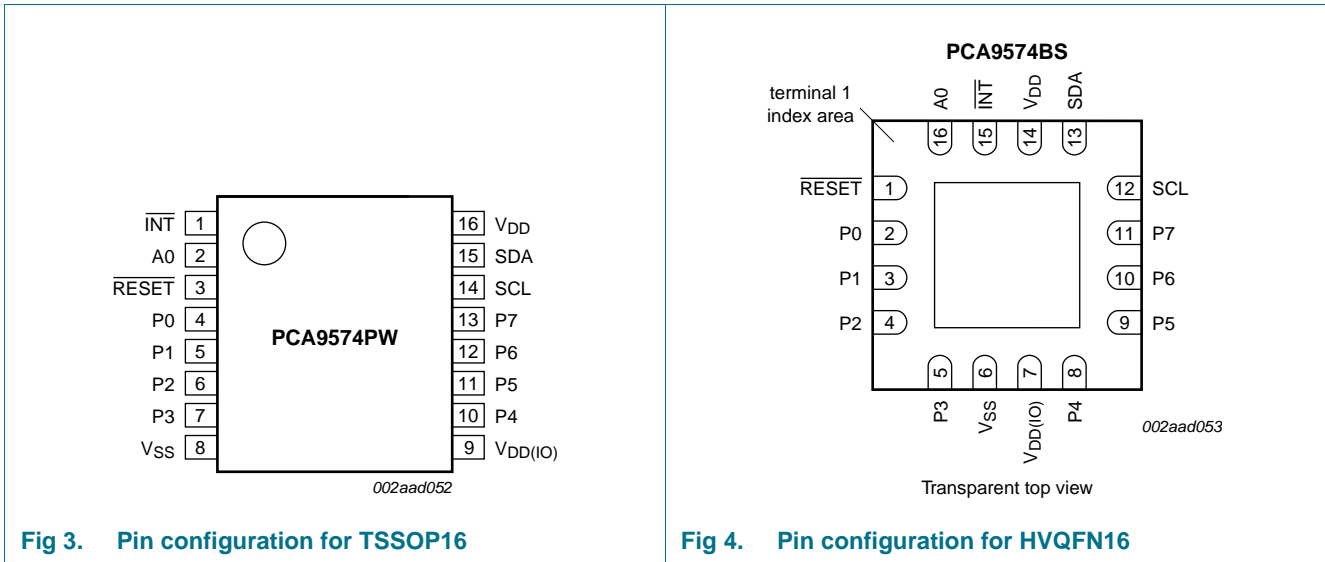 INT 1
A0 2
RESET 3
P0 4
P1 5
P2 6
P3 7
VSS 8
PCA9574PW
16 VDD
15 SDA
14 SCL
13 P7
12 P6
11 P5
10 P4
9 VDD(IO)
002aad052
Fig 3. Pin configuration for TSSOP16
PCA9574BS
terminal 1
index area
A0 INT VDD SDA
16 15 14 13
RESET 1
P0 2
P1 3
P2 4
12 SCL
11 P7
10 P6
9 P5
5 6 7 8
P3 VSS VDD(IO) P4
002aad053
Transparent top view
Fig 4. Pin configuration for HVQFN16